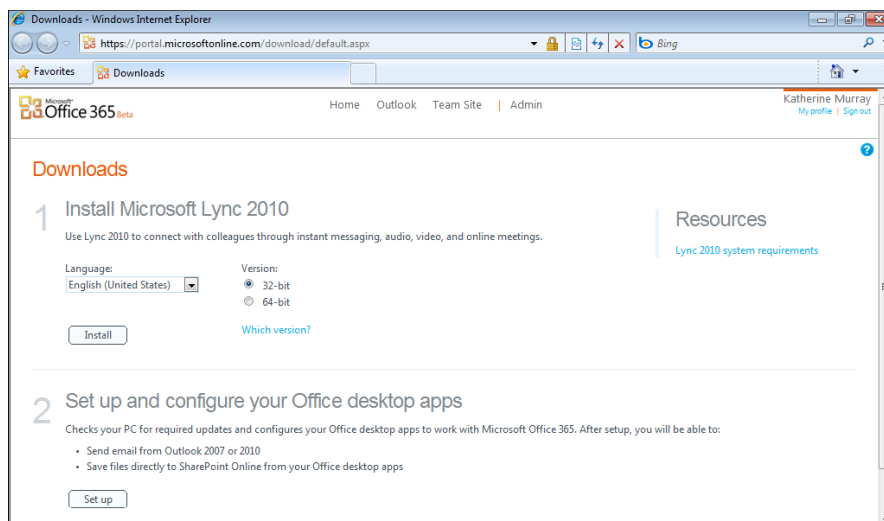 Downloads - Windows Internet Explorer
https://portal.microsoftonline.com/download/default.aspx
Bing
Favorites
Downloads
Microsoft
Office 365 Beta
Home Outlook Team Site | Admin
Katherine Murray
My profile | Sign out
Downloads
1 Install Microsoft Lync 2010
Use Lync 2010 to connect with colleagues through instant messaging, audio, video, and online meetings.
Language:
English (United States)
Version:
32-bit
64-bit
Which version?
Install
Resources
Lync 2010 system requirements
2 Set up and configure your Office desktop apps
Checks your PC for required updates and configures your Office desktop apps to work with Microsoft Office 365. After setup, you will be able to:
• Send email from Outlook 2007 or 2010
• Save files directly to SharePoint Online from your Office desktop apps
Set up